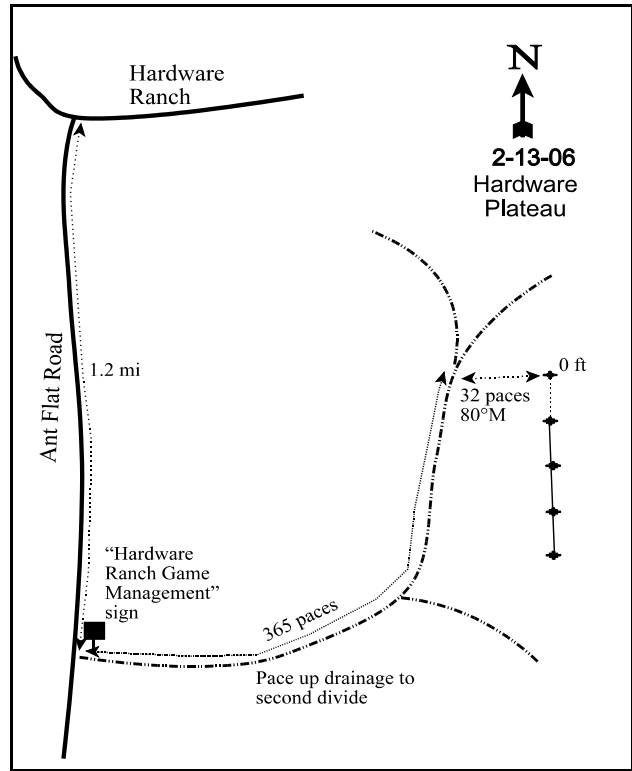 Hardware
Ranch
N
2-13-06
Hardware
Plateau
Ant Flat Road
1.2 mi
0 ft
32 paces
80°M
“Hardware
Ranch Game
Management”
sign
365 paces
Pace up drainage to
second divide